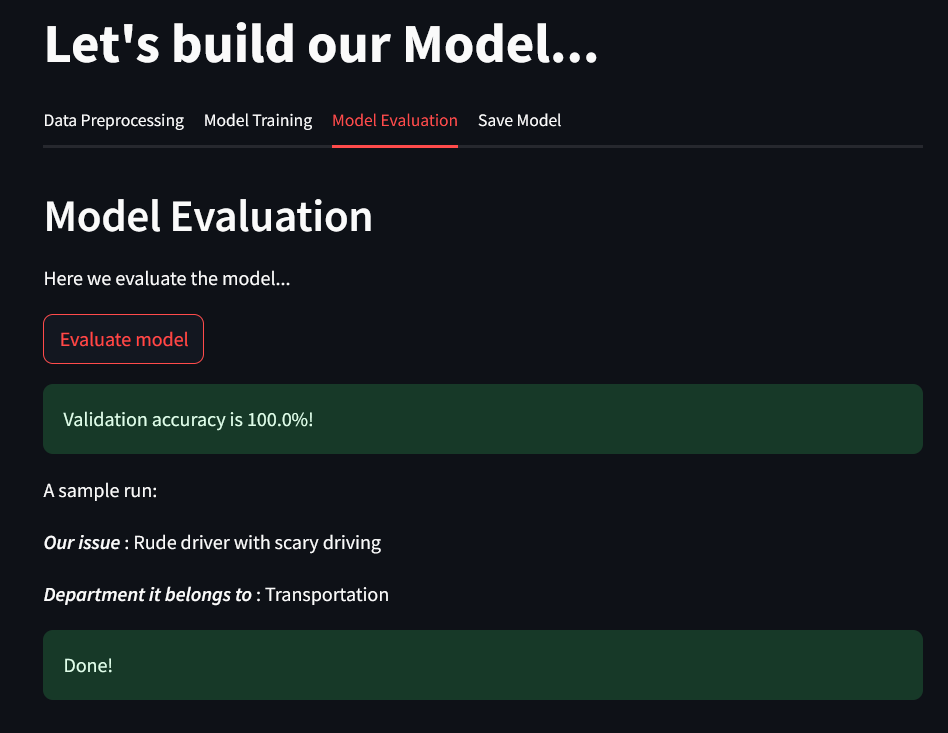 Let's build our Model...
Data Preprocessing Model Training Model Evaluation Save Model
Model Evaluation
Here we evaluate the model...
Evaluate model
Validation accuracy is 100.0%!
A sample run:
Our issue : Rude driver with scary driving
Department it belongs to : Transportation
Done!